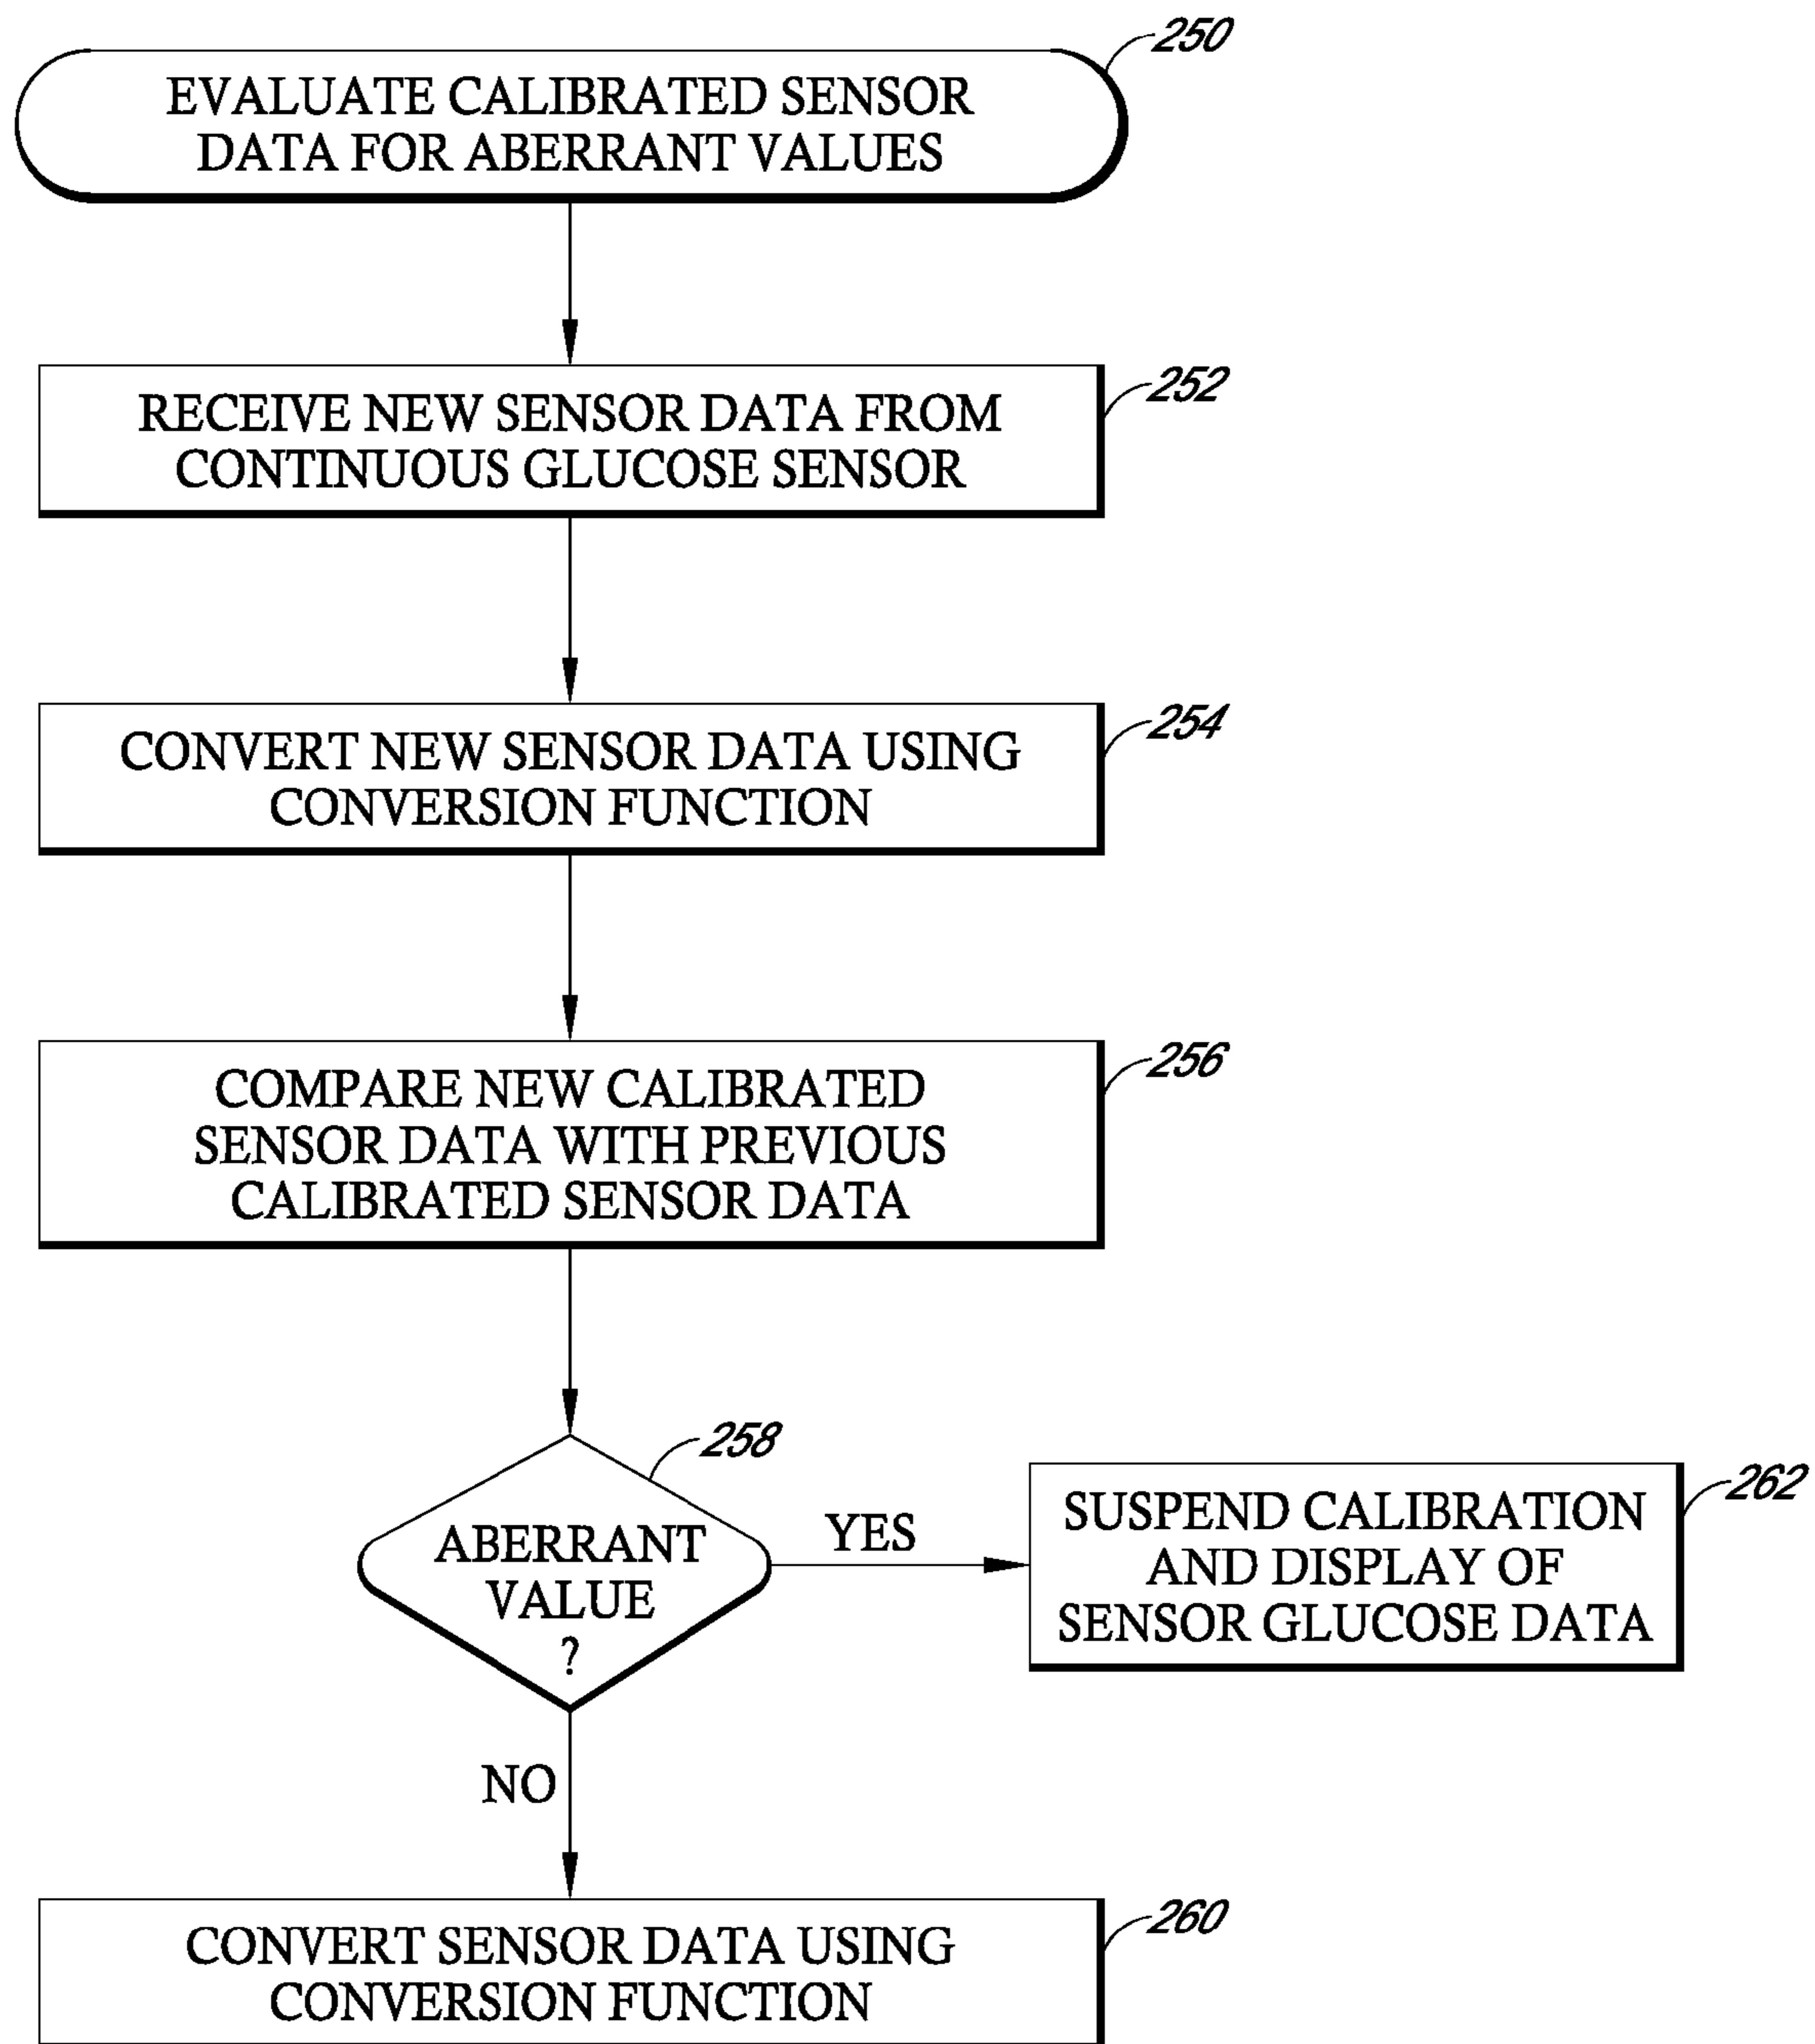 250
EVALUATE CALIBRATED SENSOR
DATA FOR ABERRANT VALUES
252
RECEIVE NEW SENSOR DATA FROM
CONTINUOUS GLUCOSE SENSOR
254
CONVERT NEW SENSOR DATA USING
CONVERSION FUNCTION
256
COMPARE NEW CALIBRATED
SENSOR DATA WITH PREVIOUS
CALIBRATED SENSOR DATA
258
ABERRANT
VALUE
?
YES
262
SUSPEND CALIBRATION
AND DISPLAY OF
SENSOR GLUCOSE DATA
NO
260
CONVERT SENSOR DATA USING
CONVERSION FUNCTION